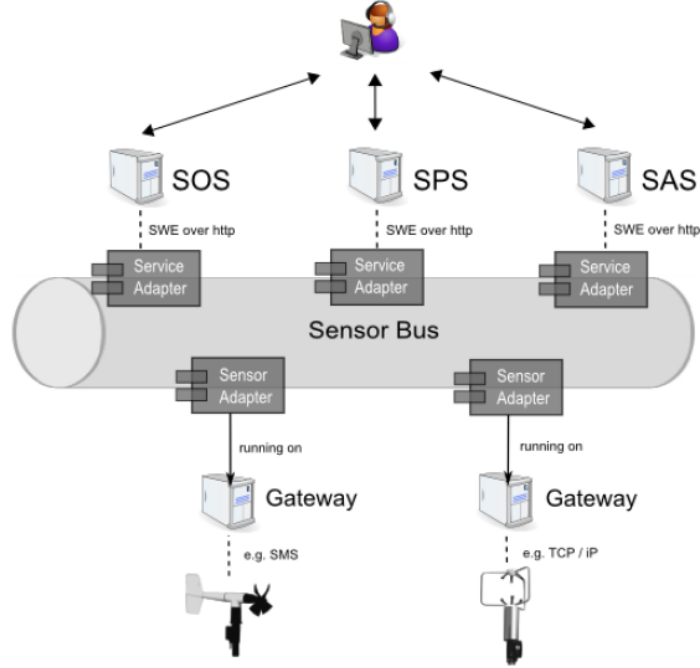 SOS
SPS
SAS
SWE over http
SWE over http
SWE over http
Service
Adapter
Service
Adapter
Service
Adapter
Sensor Bus
Sensor
Adapter
Sensor
Adapter
running on
running on
Gateway
Gateway
e.g. SMS
e.g. TCP / iP